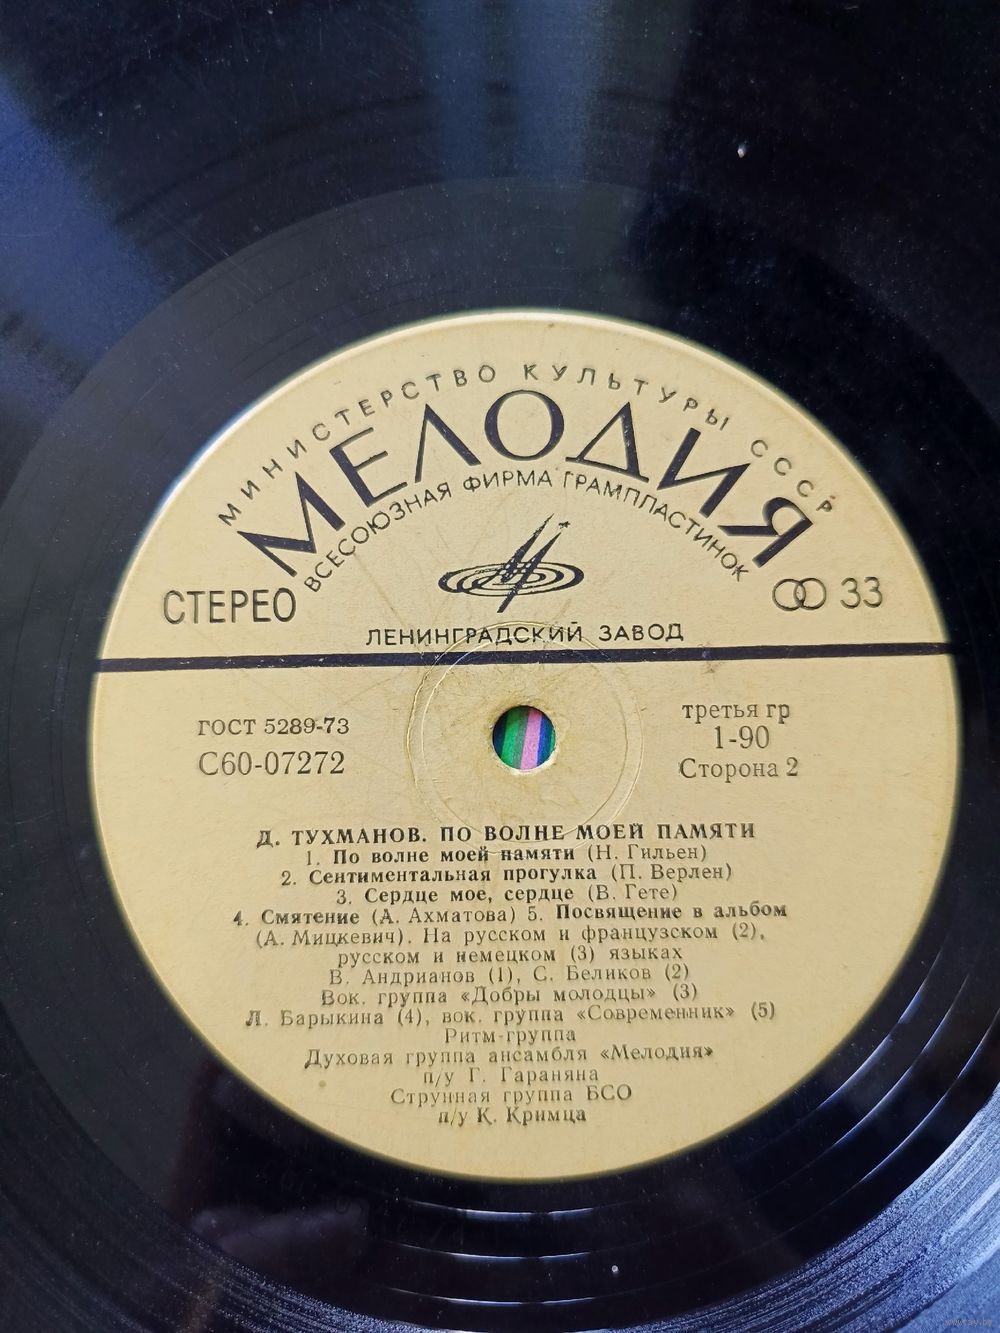 МИНИСТЕРСТВО КУЛЬТУРЫ СССР
МЕЛОДИЯ
ВСЕСОЮЗНАЯ ФИРМА ГРАМПЛАСТИНОК
СТЕРЕО
33
ЛЕНИНГРАДСКИЙ ЗАВОД
ГОСТ 5289-73
С60-07272
третья гр
1-90
Сторона 2
Д. ТУХМАНОВ. ПО ВОЛНЕ МОЕЙ ПАМЯТИ
1. По волне моей памяти (Н. Гильен)
2. Сентиментальная прогулка (П. Верлен)
3. Сердце мое, сердце (В. Гете)
4. Смятение (А. Ахматова) 5. Посвящение в альбом
(А. Мицкевич). На русском и французском (2),
русском и немецком (3) языках
В. Андрианов (1), С. Беликов (2)
Вок. группа «Добры молодцы» (3)
Л. Барыкина (4), вок. группа «Современник» (5)
Ритм-группа
Духовая группа ансамбля «Мелодия»
п/у Г. Гараняна
Струнная группа БСО
п/у К. Кримца